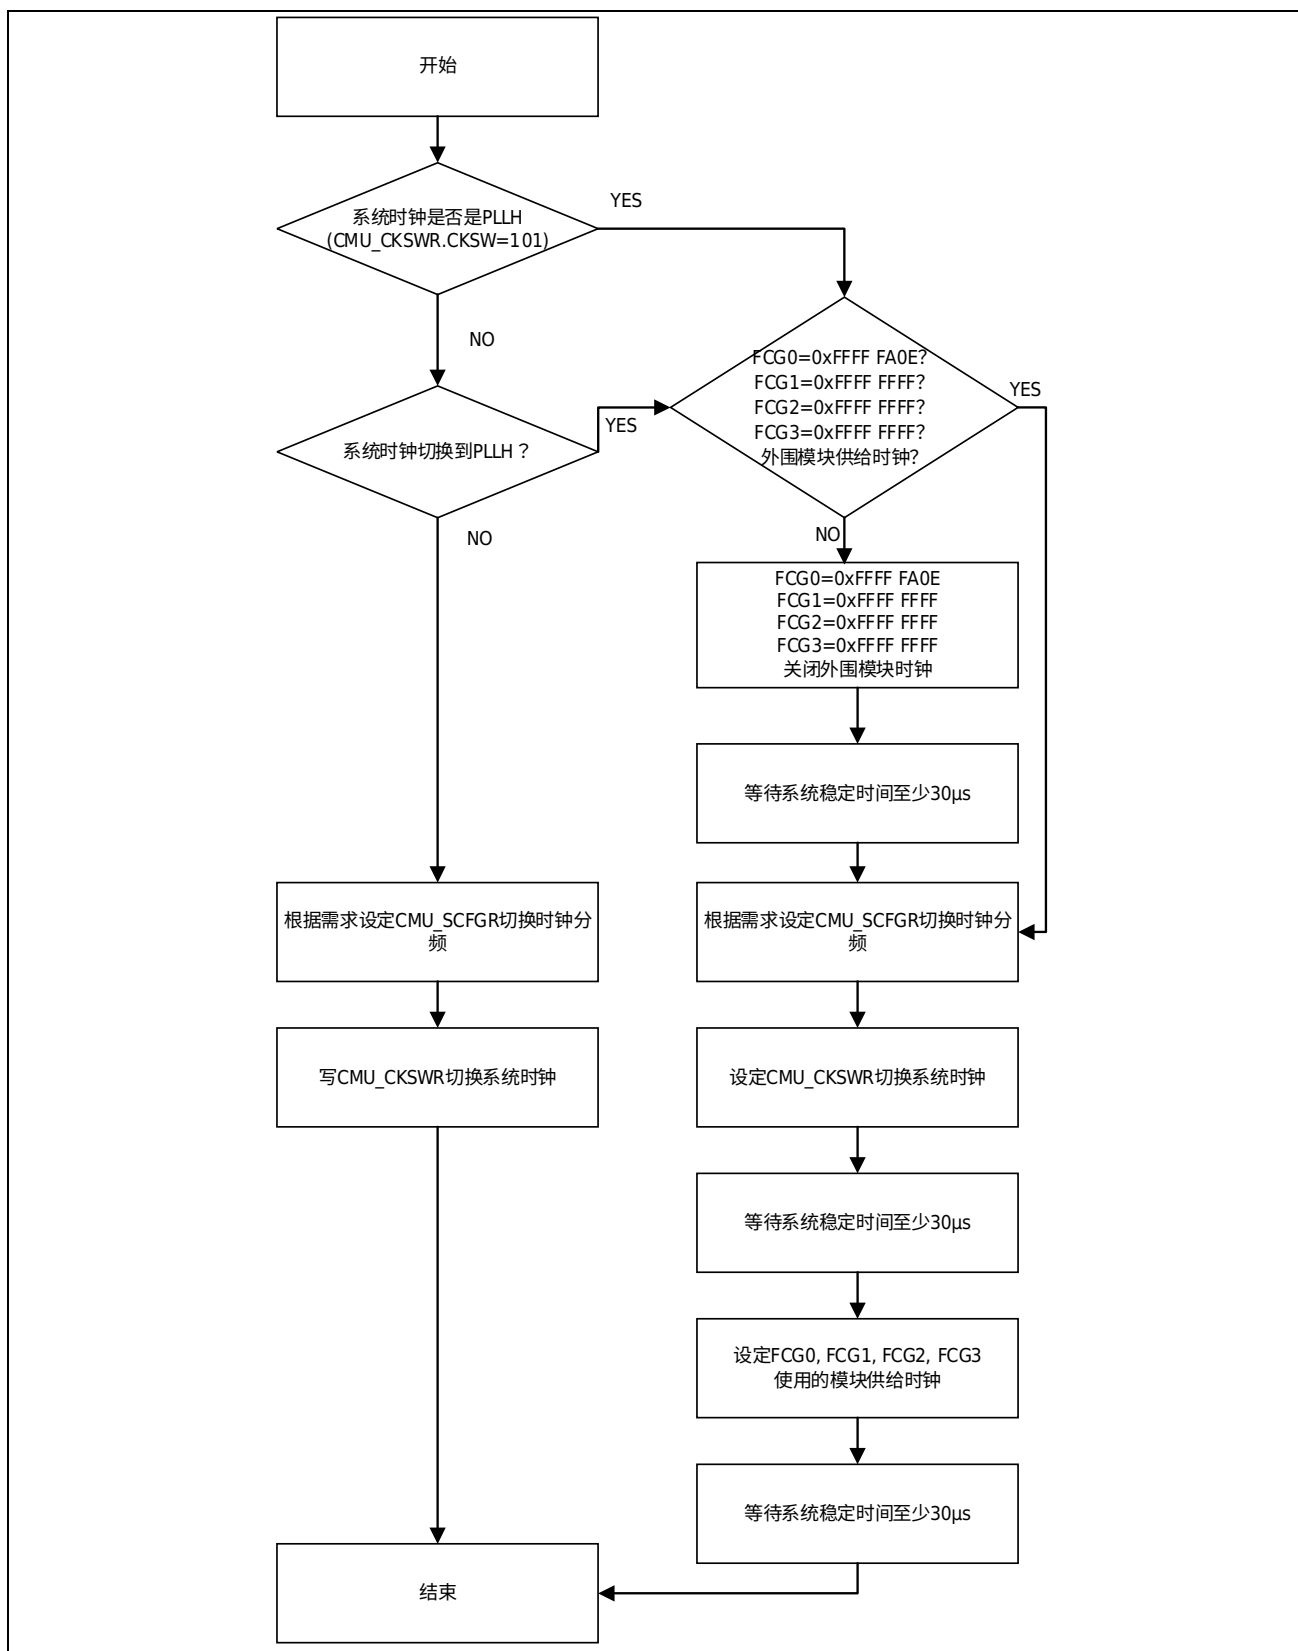 开始
系统时钟是否是PLLH
(CMU_CKSWR.CKSW=101)
YES
NO
FCG0=0xFFFF FA0E?
FCG1=0xFFFF FFFF?
FCG2=0xFFFF FFFF?
FCG3=0xFFFF FFFF?
外围模块供给时钟?
YES
系统时钟切换到PLLH？
YES
NO
NO
FCG0=0xFFFF FA0E
FCG1=0xFFFF FFFF
FCG2=0xFFFF FFFF
FCG3=0xFFFF FFFF
关闭外围模块时钟
等待系统稳定时间至少30μs
根据需求设定CMU_SCFGR切换时钟分
频
根据需求设定CMU_SCFGR切换时钟分
频
写CMU_CKSWR切换系统时钟
设定CMU_CKSWR切换系统时钟
等待系统稳定时间至少30μs
设定FCG0, FCG1, FCG2, FCG3
使用的模块供给时钟
等待系统稳定时间至少30μs
结束